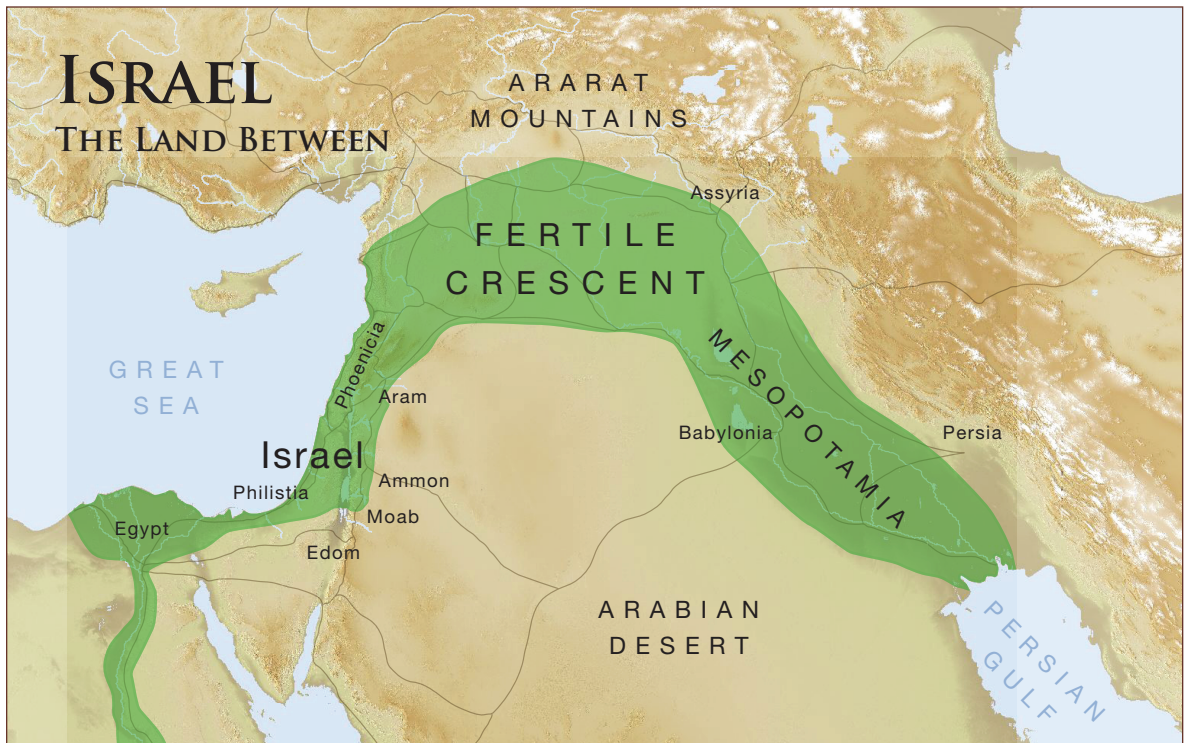 ISRAEL
THE LAND BETWEEN
ARARAT
MOUNTAINS
Assyria
FERTILE
CRESCENT
GREAT
SEA
Phoenicia
Aram
MESOPOTAMIA
Babylonia
Persia
Israel
Philistia
Ammon
Moab
Egypt
Edom
ARABIAN
DESERT
PERSIAN
GULF